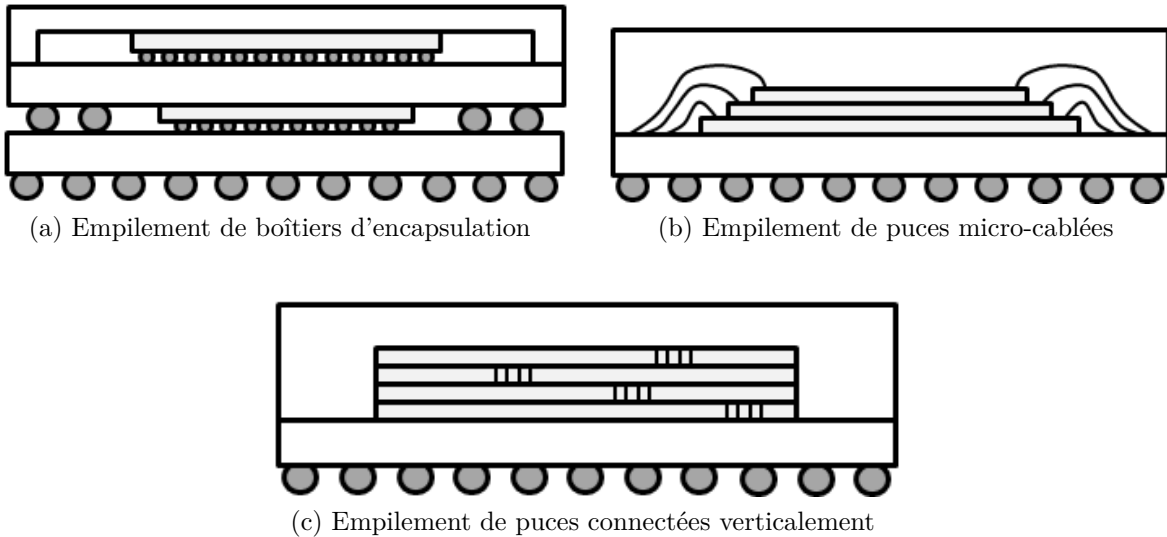 (a) Empilement de boîtiers d'encapsulation
(b) Empilement de puces micro-cablées
(c) Empilement de puces connectées verticalement